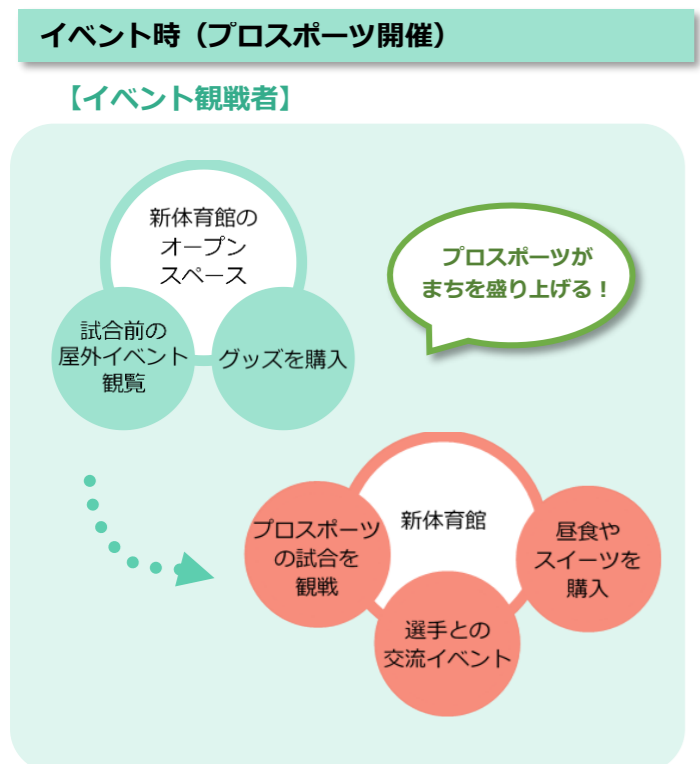 イベント時（プロスポーツ開催）
【イベント観戦者】
新体育館の
オープン
スペース
試合前の
屋外イベント
観覧
グッズを購入
プロスポーツが
まちを盛り上げる！
新体育館
プロスポーツ
の試合を
観戦
選手との
交流イベント
昼食や
スイーツを
購入